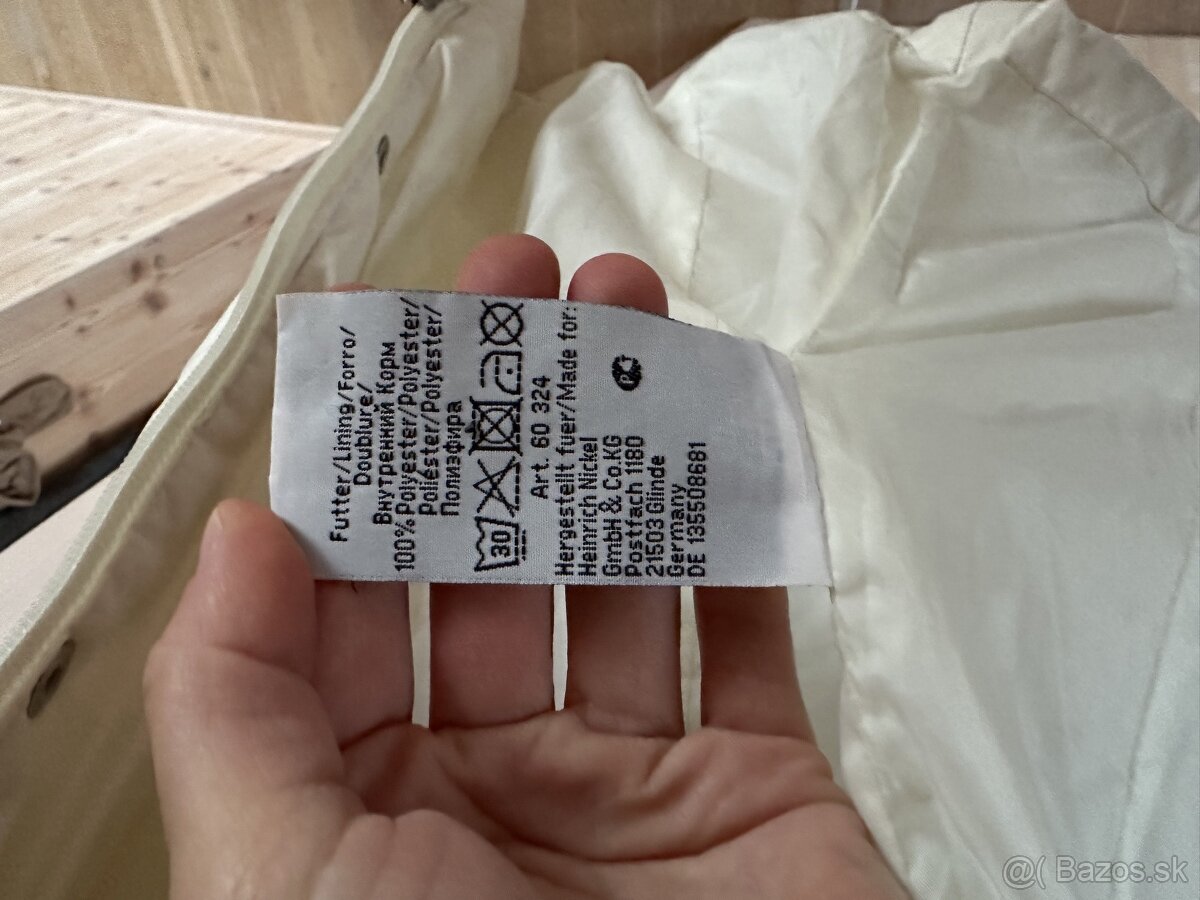 Futter/Lining/Forro/
Doublure/
Внутренний Корм
100%Polyester/Polyester/
Poliéster/Polyester/
Полиэфира
30
Art. 60 324
Hergestellt fuer/Made for:
Heinrich Nickel
GmbH & Co.KG
Postfach 1180
21503 Glinde
Germany
DE 135508681
@( Bazos.sk